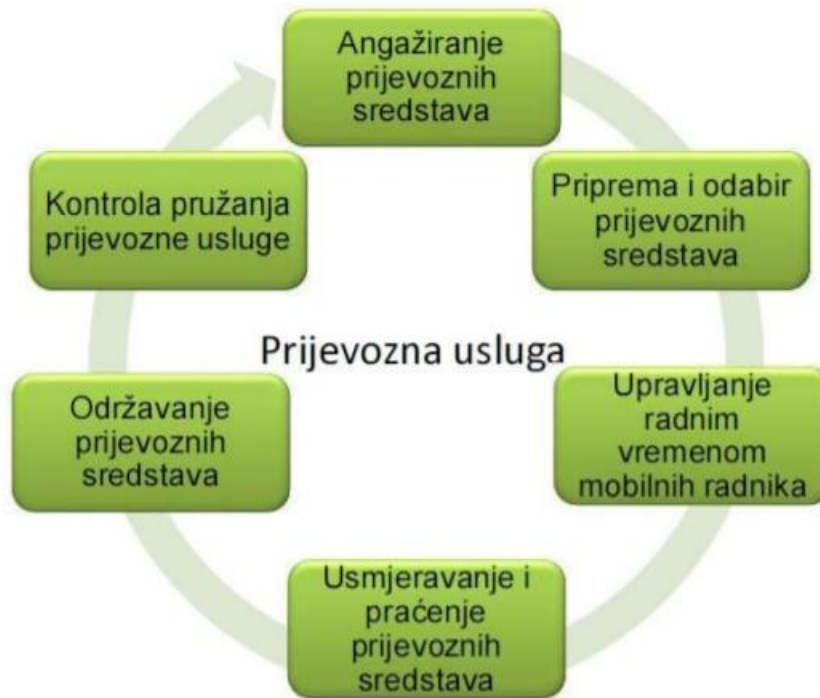 Angažiranje
prijevoznih
sredstava
Priprema i odabir
prijevoznih
sredstava
Upravljanje
radnim
vremenom
mobilnih radnika
Usmjeravanje i
praćenje
prijevoznih
sredstava
Održavanje
prijevoznih
sredstava
Kontrola pružanja
prijevozne usluge
Prijevozna usluga